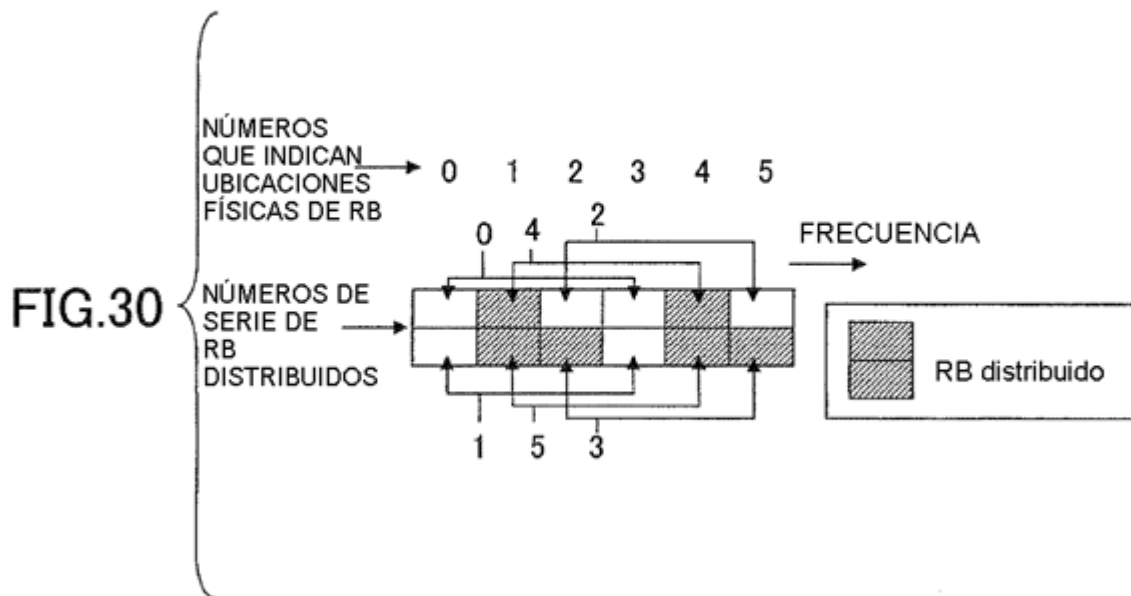 NÚMEROS
QUE INDICAN
UBICACIONES
FÍSICAS DE RB
0 1 2 3 4 5
0 4 2
FRECUENCIA
FIG.30
NÚMEROS DE
SERIE DE
RB
DISTRIBUIDOS
RB distribuido
1 5 3